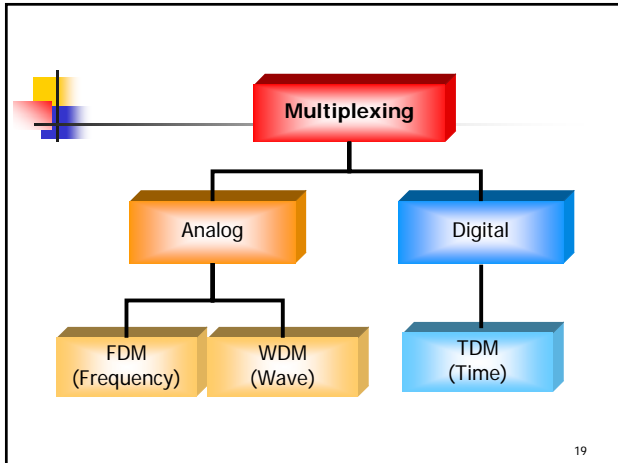 Multiplexing
Analog
Digital
FDM
(Frequency)
WDM
(Wave)
TDM
(Time)
19